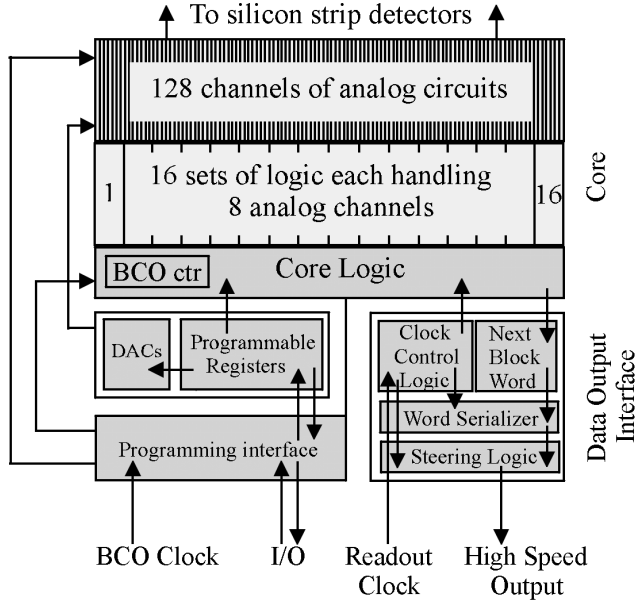 To silicon strip detectors
128 channels of analog circuits
1
16 sets of logic each handling
8 analog channels
16
Core
BCO ctr
Core Logic
DACs
Programmable
Registers
Clock
Control
Logic
Next
Block
Word
Word Serializer
Steering Logic
Data Output
Interface
Programming interface
BCO Clock
I/O
Readout
Clock
High Speed
Output